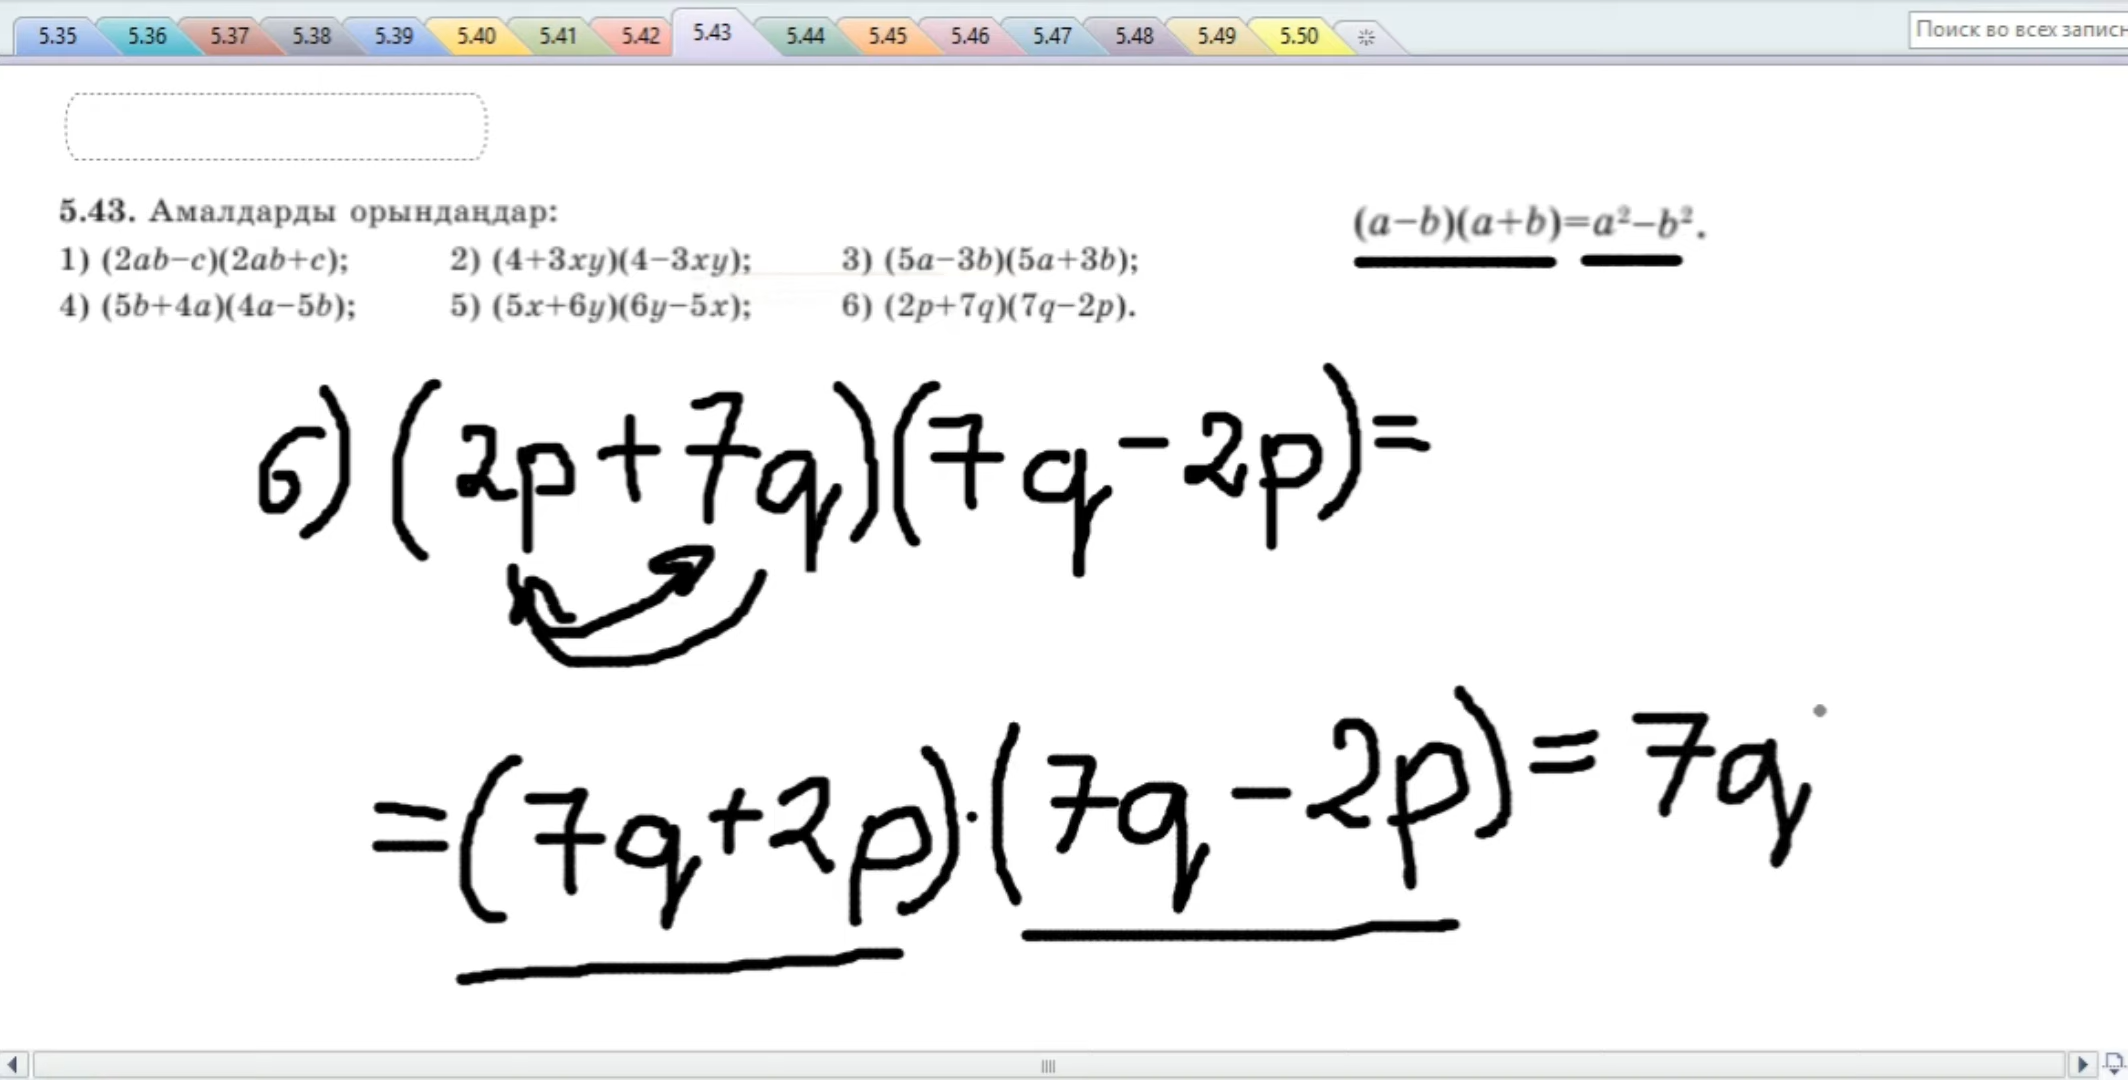 5.35 5.36 5.37 5.38 5.39 5.40 5.41 5.42 5.43 5.44 5.45 5.46 5.47 5.48 5.49 5.50
Поиск во всех
5.43. Амалдарды орындаңдар:
1) (2ab−c)(2ab+c); 2) (4+3xy)(4−3xy); 3) (5a−3b)(5a+3b);
4) (5b+4a)(4a−5b); 5) (5x+6y)(6y−5x); 6) (2p+7q)(7q−2p).
(a−b)(a+b)=a²−b².
6) (2p+7q)(7q−2p)=
=(7q+2p)·(7q−2p)=7q